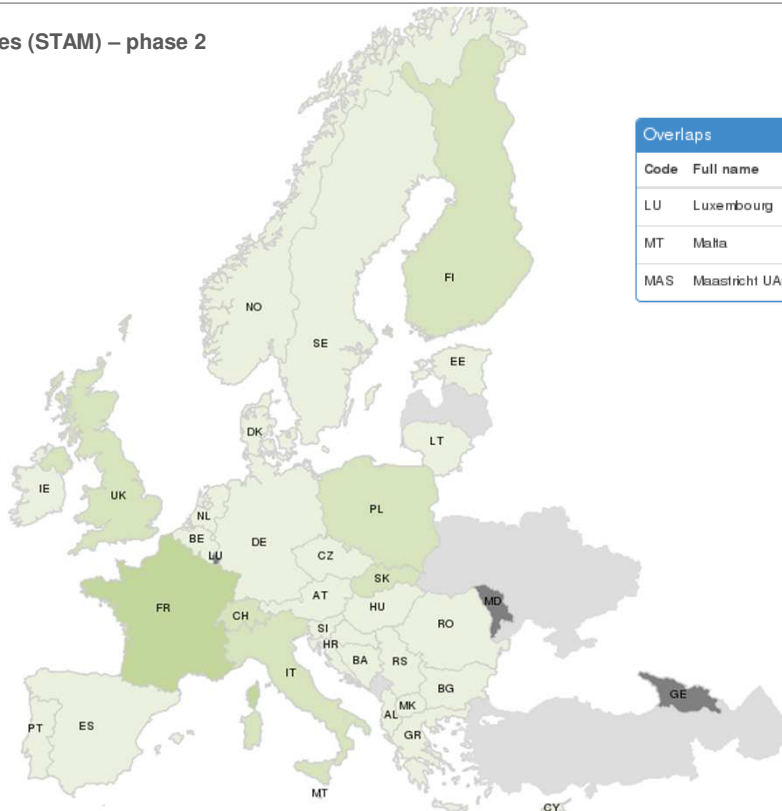 es (STAM) – phase 2
Overlaps
Code Full name
LU Luxembourg
MT Malta
MAS Maastricht UA
FI
NO
SE
EE
DK
LT
IE
UK
NL
PL
BE
DE
LU
CZ
SK
FR
AT
HU
MD
CH
SI
RO
HR
BA
RS
IT
BG
GE
MK
AL
PT
ES
GR
MT
CY